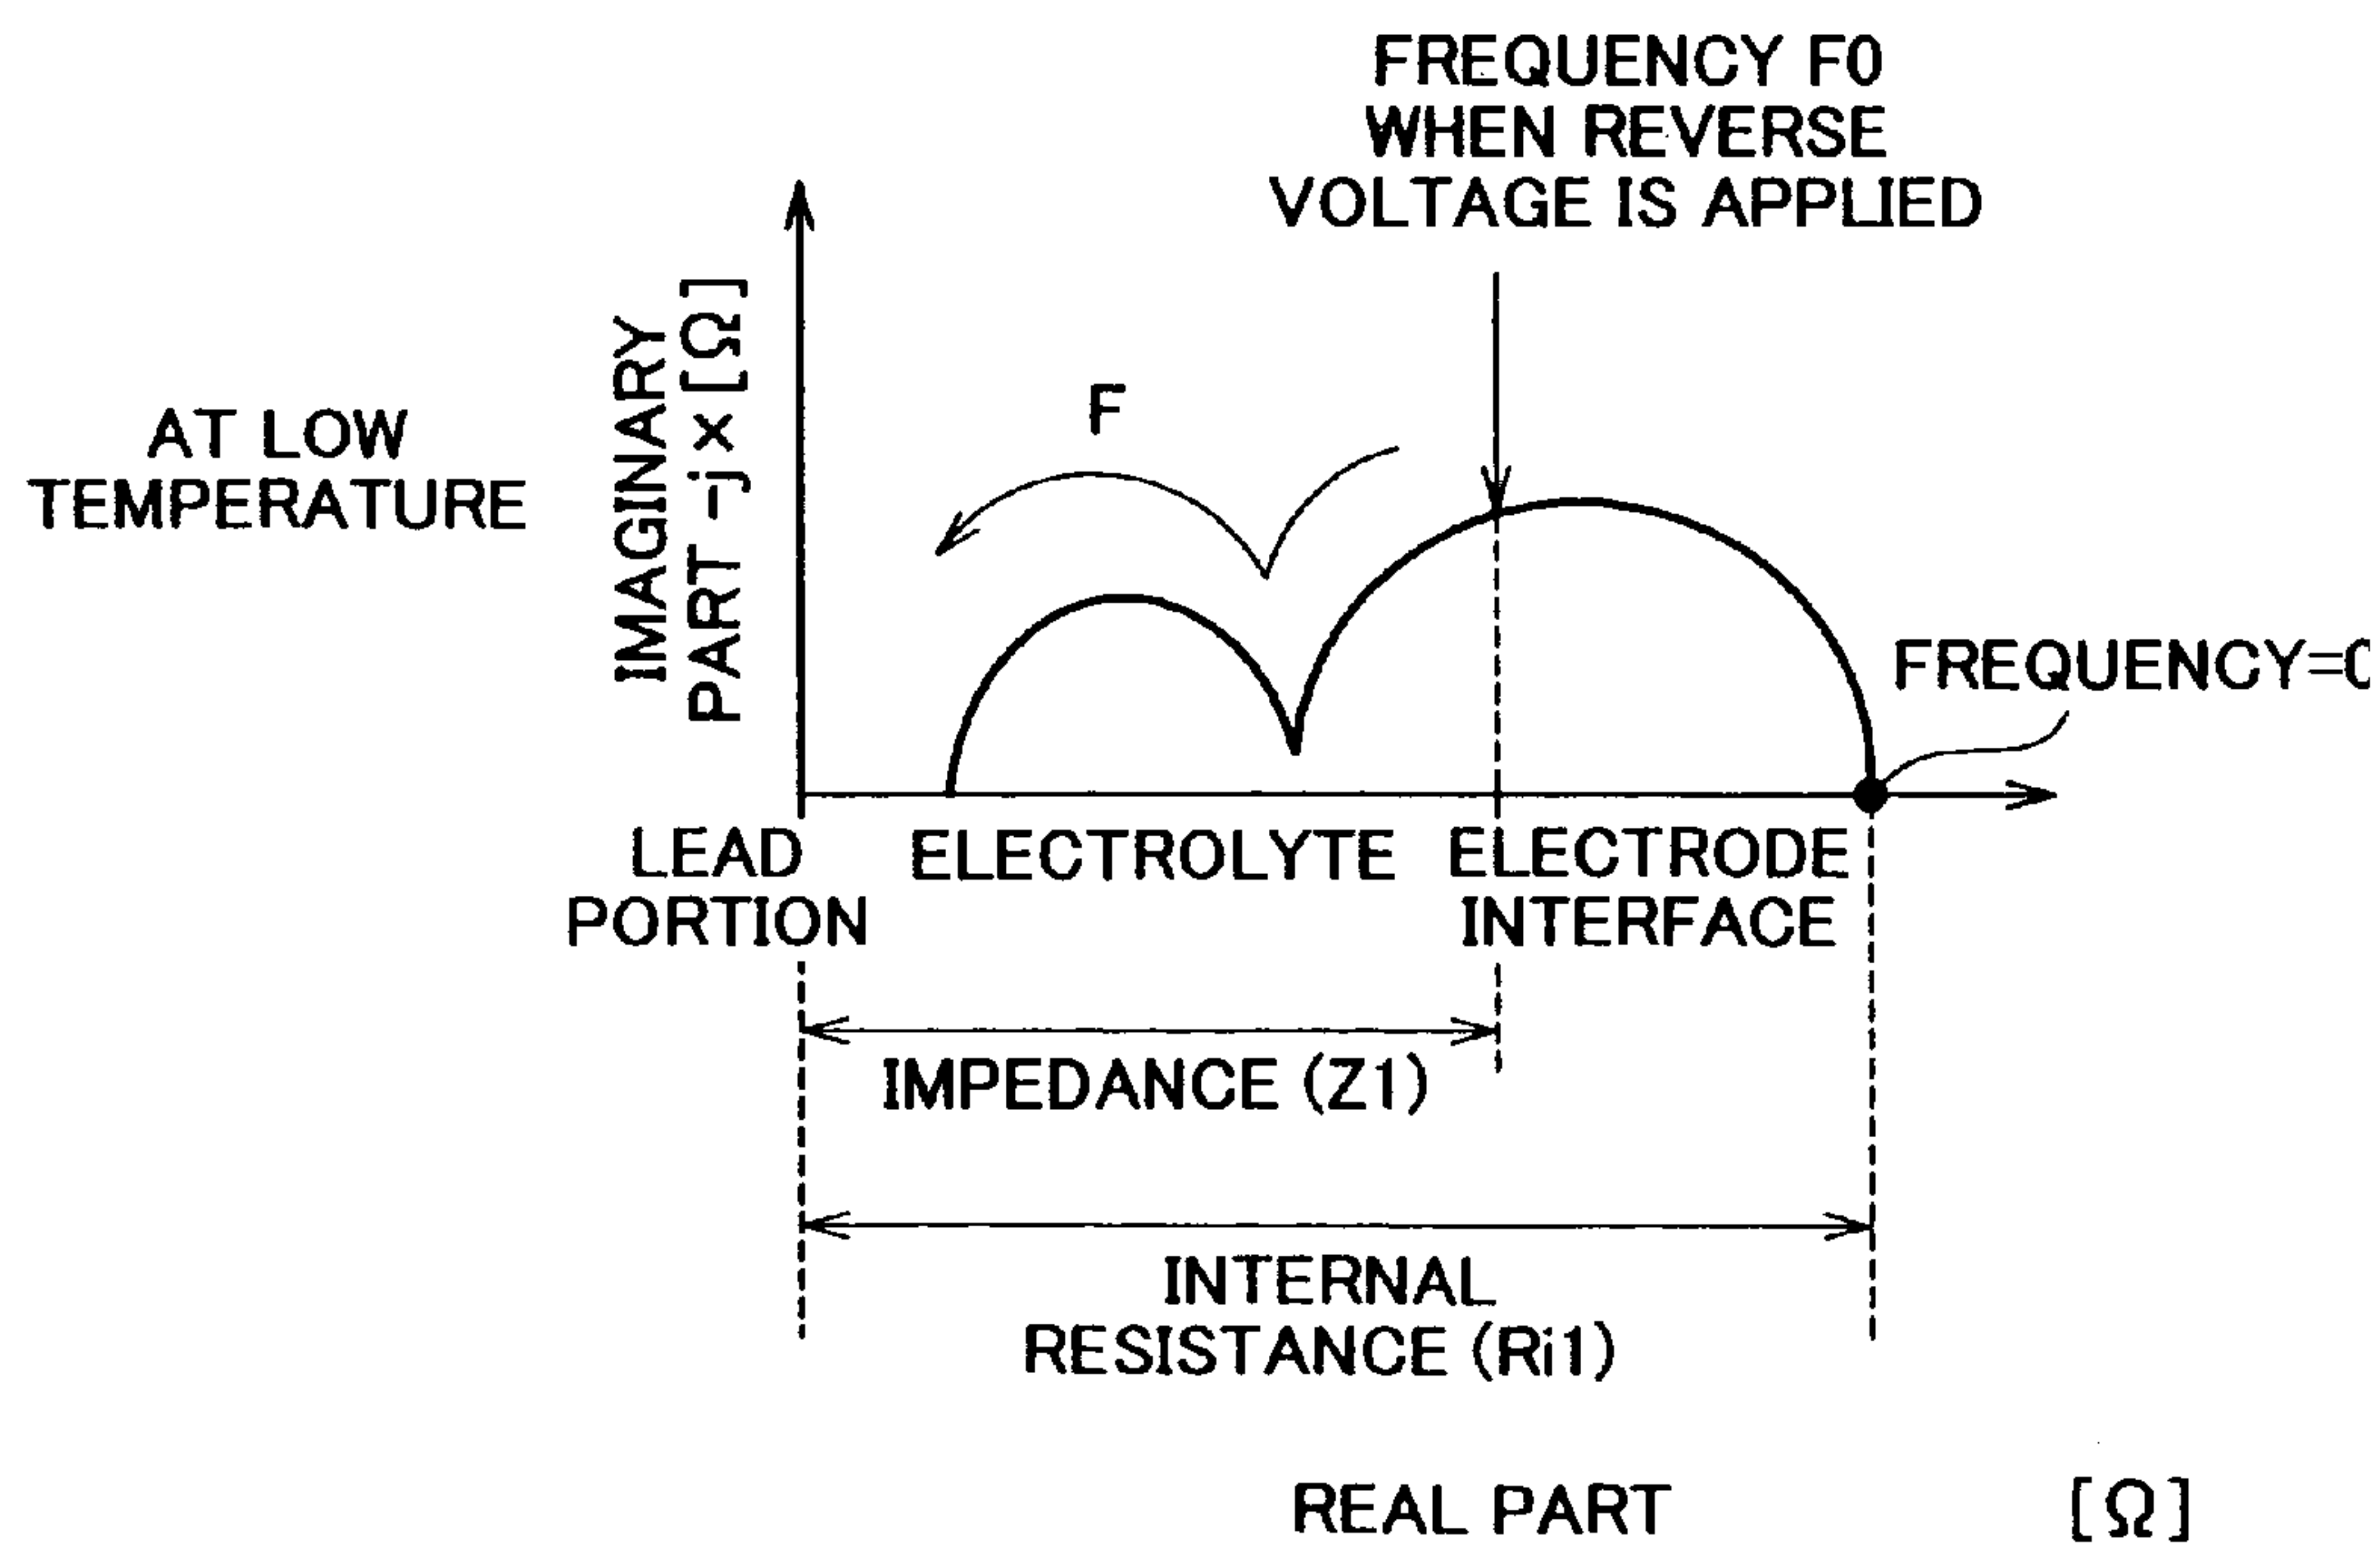 FREQUENCY F0
WHEN REVERSE
VOLTAGE IS APPLIED
AT LOW
TEMPERATURE
IMAGINARY
PART -j×[Ω]
F
FREQUENCY=
LEAD
PORTION
ELECTROLYTE
ELECTRODE
INTERFACE
IMPEDANCE (Z1)
INTERNAL
RESISTANCE (Ri1)
REAL PART [Ω]